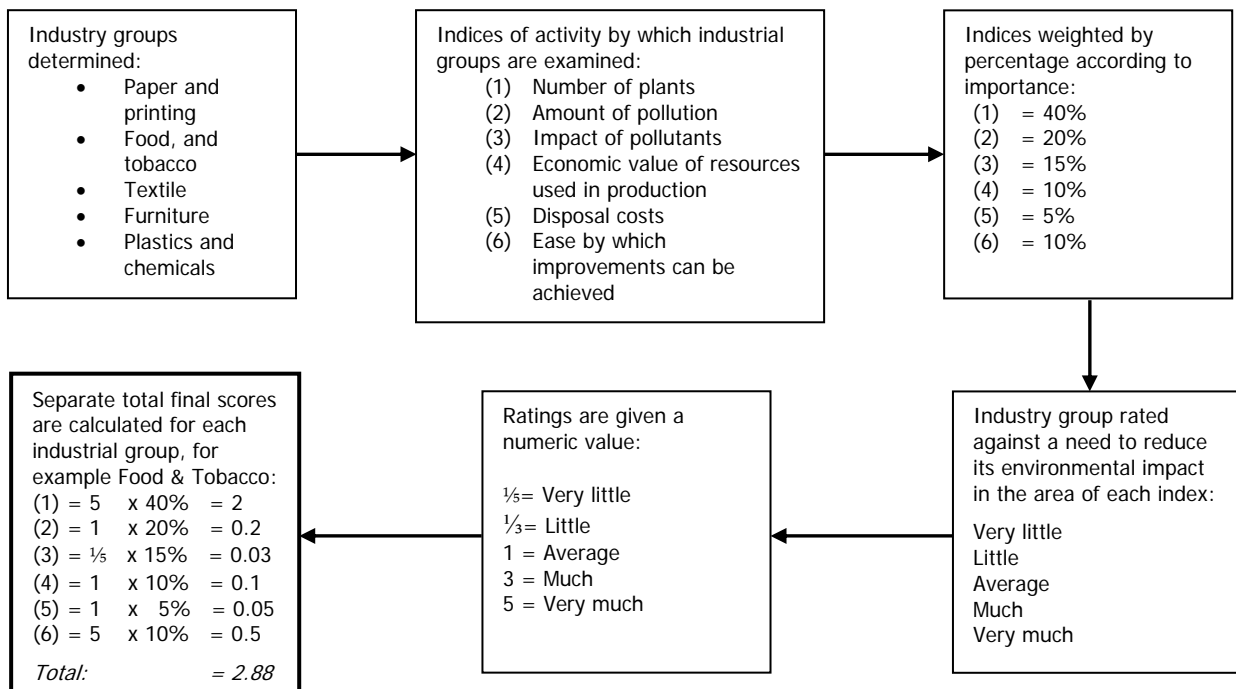 Industry groups
determined:
• Paper and
printing
• Food, and
tobacco
• Textile
• Furniture
• Plastics and
chemicals
Indices of activity by which industrial
groups are examined:
(1) Number of plants
(2) Amount of pollution
(3) Impact of pollutants
(4) Economic value of resources
used in production
(5) Disposal costs
(6) Ease by which
improvements can be
achieved
Indices weighted by
percentage according to
importance:
(1) = 40%
(2) = 20%
(3) = 15%
(4) = 10%
(5) = 5%
(6) = 10%
Industry group rated
against a need to reduce
its environmental impact
in the area of each index:
Very little
Little
Average
Much
Very much
Ratings are given a
numeric value:
⅕= Very little
⅓= Little
1 = Average
3 = Much
5 = Very much
Separate total final scores
are calculated for each
industrial group, for
example Food & Tobacco:
(1) = 5 x 40% = 2
(2) = 1 x 20% = 0.2
(3) = ⅕ x 15% = 0.03
(4) = 1 x 10% = 0.1
(5) = 1 x 5% = 0.05
(6) = 5 x 10% = 0.5
Total: = 2.88